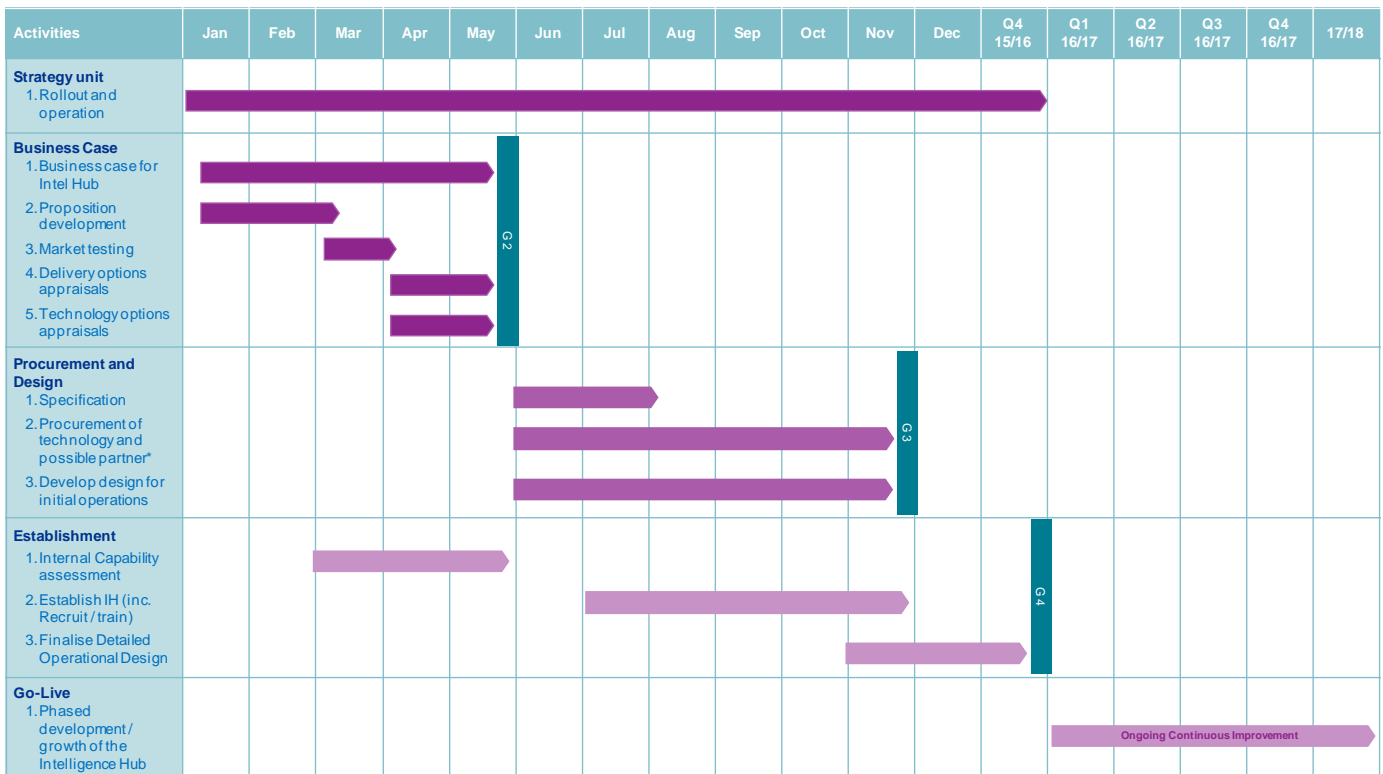 Activities Jan Feb Mar Apr May Jun Jul Aug Sep Oct Nov Dec Q4 15/16 Q1 16/17 Q2 16/17 Q3 16/17 Q4 16/17 17/18
Strategy unit
1. Rollout and
operation
Business Case
1. Business case for
Intel Hub
2. Proposition
development
3. Market testing
4. Delivery options
appraisals
5. Technology options
appraisals
G 2
Procurement and
Design
1. Specification
2. Procurement of
technology and
possible partner*
3. Develop design for
initial operations
G 3
Establishment
1. Internal Capability
assessment
2. Establish IH (inc.
Recruit / train)
3. Finalise Detailed
Operational Design
G 4
Go-Live
1. Phased
development /
growth of the
Intelligence Hub
Ongoing Continuous Improvement